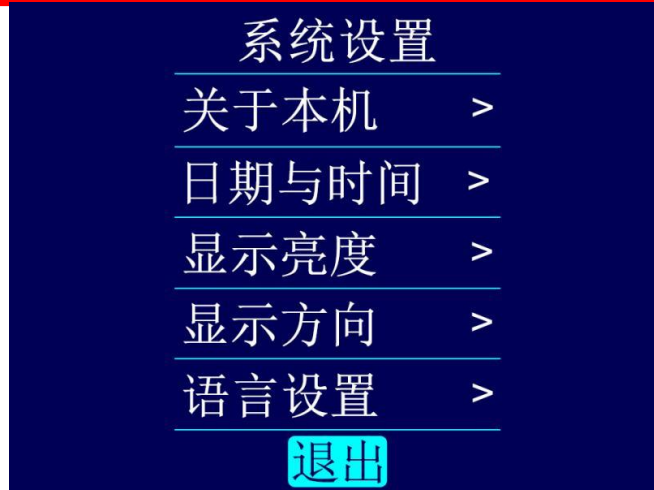 系统设置
关于本机 >
日期与时间 >
显示亮度 >
显示方向 >
语言设置 >
退出